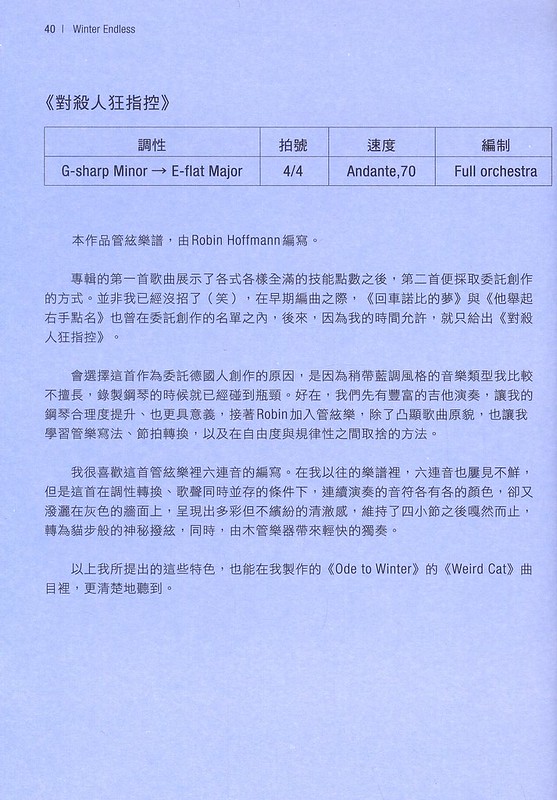 40 | Winter Endless
《對殺人狂指控》
調性 拍號 速度 編制
G-sharp Minor → E-flat Major 4/4 Andante,70 Full orchestra
本作品管絃樂譜，由Robin Hoffmann編寫。
專輯的第一首歌曲展示了各式各樣全滿的技能點數之後，第二首便採取委託創作
的方式。並非我已經沒招了（笑），在早期編曲之際，《回車諾比的夢》與《他舉起
右手點名》也曾在委託創作的名單之內，後來，因為我的時間允許，就只給出《對殺
人狂指控》。
會選擇這首作為委託德國人創作的原因，是因為稍帶藍調風格的音樂類型我比較
不擅長，錄製鋼琴的時候就已經碰到瓶頸。好在，我們先有豐富的吉他演奏，讓我的
鋼琴合理度提升、也更具意義，接著Robin加入管絃樂，除了凸顯歌曲原貌，也讓我
學習管樂寫法、節拍轉換，以及在自由度與規律性之間取捨的方法。
我很喜歡這首管絃樂裡六連音的編寫。在我以往的樂譜裡，六連音也屢見不鮮，
但是這首在調性轉換、歌聲同時並存的條件下，連續演奏的音符各有各的顏色，卻又
潑灑在灰色的牆面上，呈現出多彩但不繽紛的清澈感，維持了四小節之後嘎然而止，
轉為貓步般的神秘撥絃，同時，由木管樂器帶來輕快的獨奏。
以上我所提出的這些特色，也能在我製作的《Ode to Winter》的《Weird Cat》曲
目裡，更清楚地聽到。